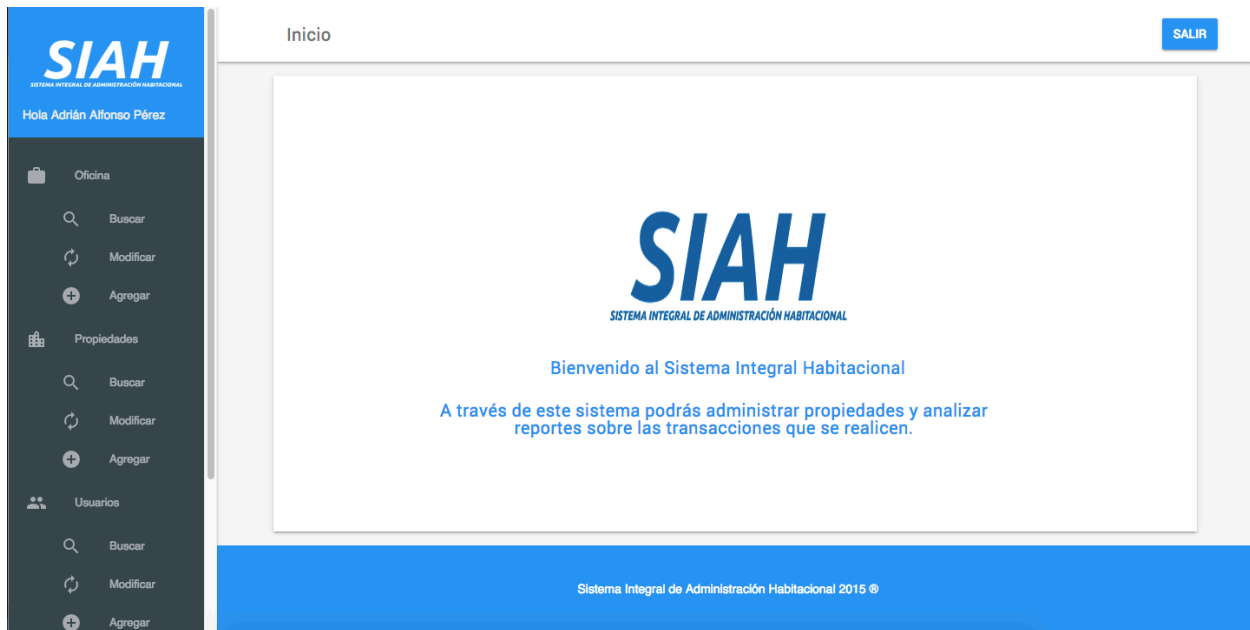 SIAH
SISTEMA INTEGRAL DE ADMINISTRACIÓN HABITACIONAL
Hola Adrián Alfonso Pérez
Oficina
Buscar
Modificar
Agregar
Propiedades
Buscar
Modificar
Agregar
Usuarios
Buscar
Modificar
Agregar
Inicio
SALIR
SIAH
SISTEMA INTEGRAL DE ADMINISTRACIÓN HABITACIONAL
Bienvenido al Sistema Integral Habitacional
A través de este sistema podrás administrar propiedades y analizar
reportes sobre las transacciones que se realicen.
Sistema Integral de Administración Habitacional 2015 ®